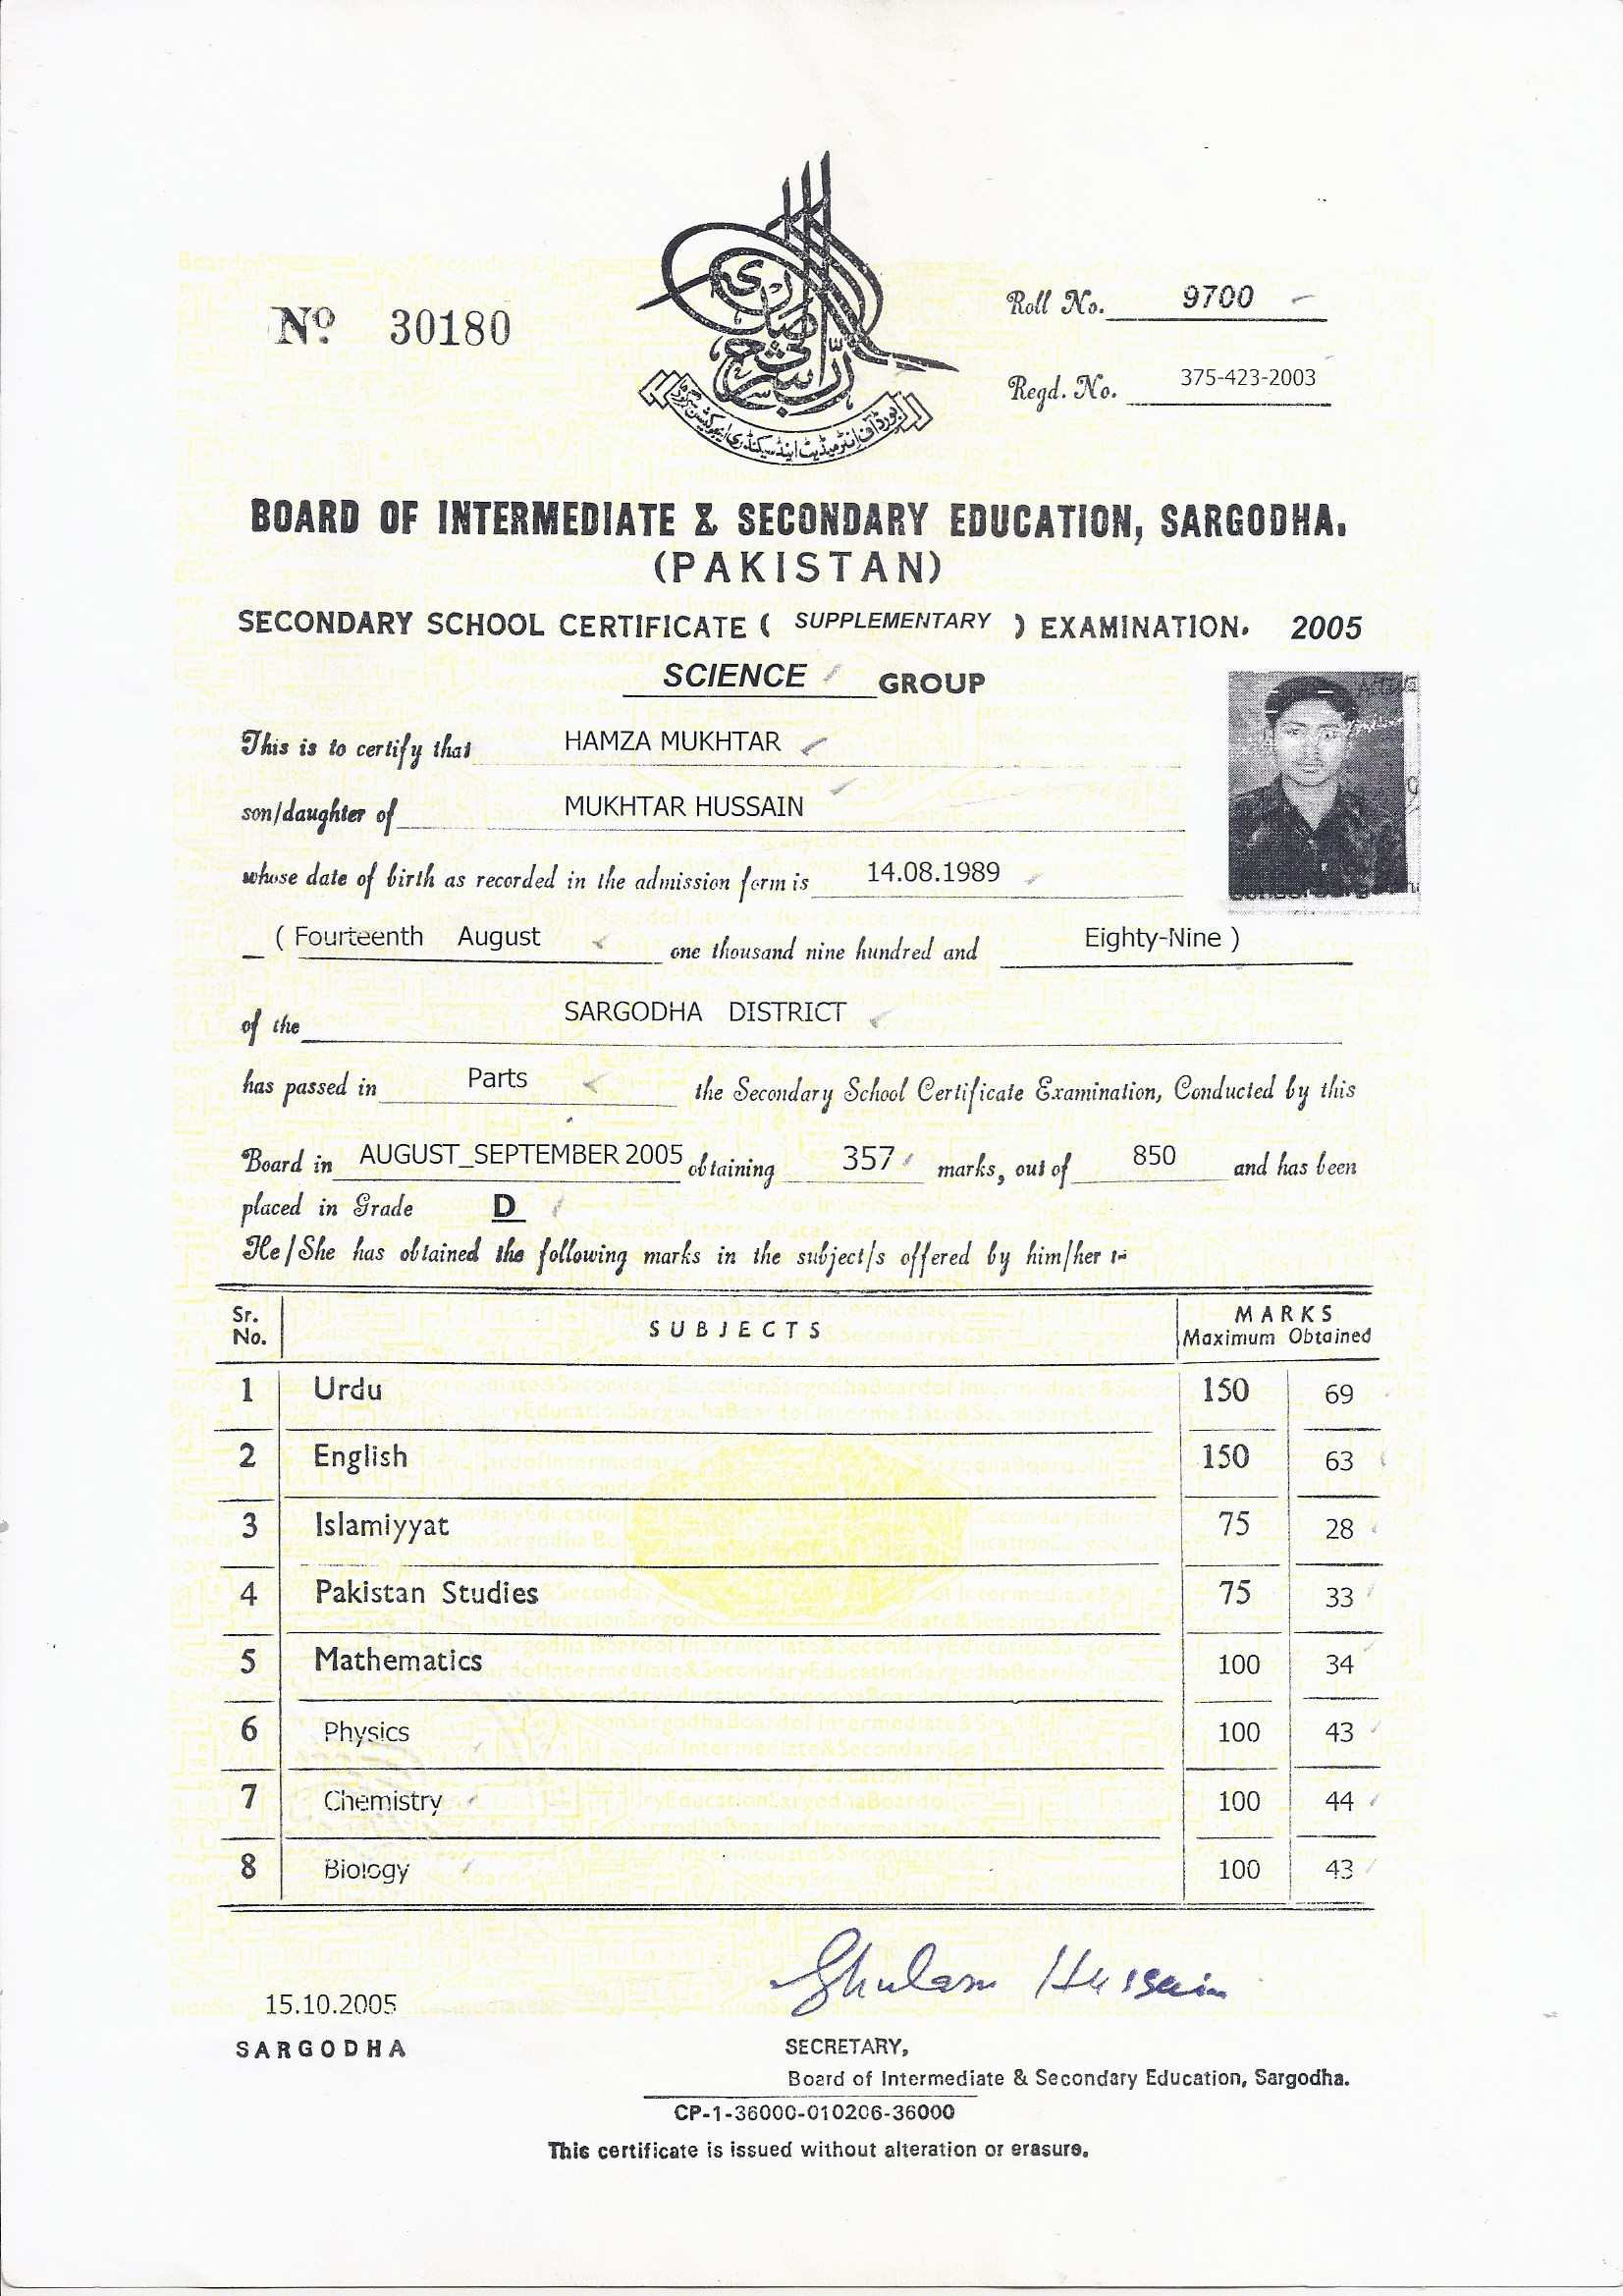 Nº 30180
Roll No. 9700
Regd. No. 375-423-2003
بورڈ آف انٹرمیڈیٹ اینڈ سیکنڈری ایجوکیشن سرگودھا
BOARD OF INTERMEDIATE & SECONDARY EDUCATION, SARGODHA.
(PAKISTAN)
SECONDARY SCHOOL CERTIFICATE ( SUPPLEMENTARY ) EXAMINATION. 2005
SCIENCE GROUP
This is to certify that HAMZA MUKHTAR
son/daughter of MUKHTAR HUSSAIN
whose date of birth as recorded in the admission form is 14.08.1989
( Fourteenth August one thousand nine hundred and Eighty-Nine )
of the SARGODHA DISTRICT
has passed in Parts the Secondary School Certificate Examination, Conducted by this
Board in AUGUST_SEPTEMBER 2005 obtaining 357 marks, out of 850 and has been
placed in Grade D
He/She has obtained the following marks in the subject/s offered by him/her :-
Sr. No. SUBJECTS MARKS
Maximum Obtained
1 Urdu 150 69
2 English 150 63
3 Islamiyyat 75 28
4 Pakistan Studies 75 33
5 Mathematics 100 34
6 Physics 100 43
7 Chemistry 100 44
8 Biology 100 43
Ghulam Hussain
15.10.2005
SARGODHA
SECRETARY,
Board of Intermediate & Secondary Education, Sargodha.
CP-1-36000-010206-36000
This certificate is issued without alteration or erasure.